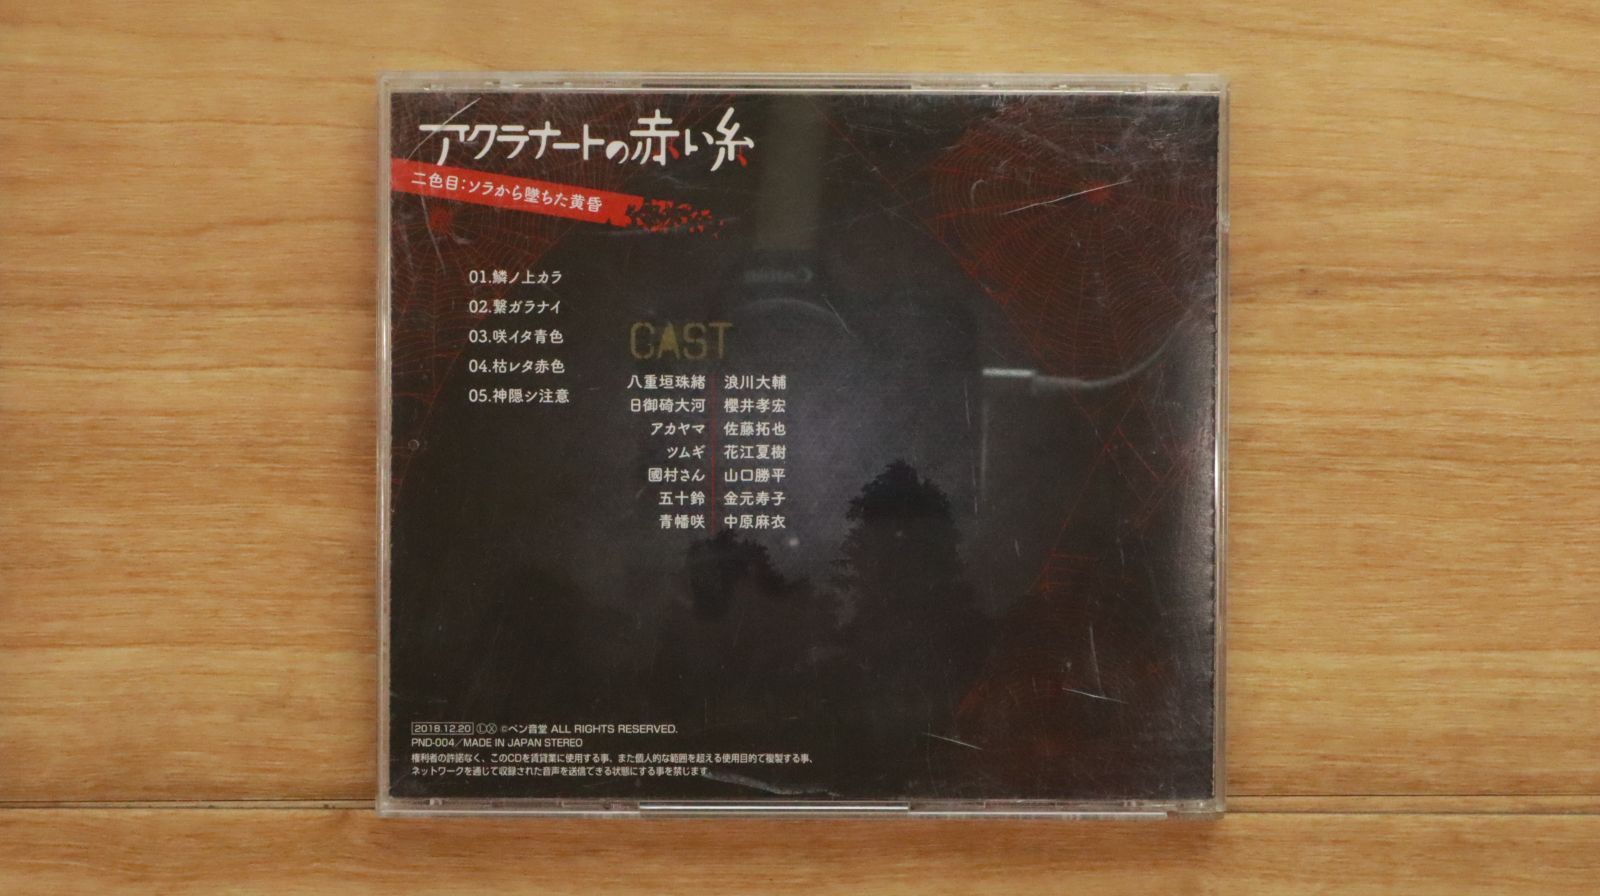 アクラナートの赤い糸
二色目：ソラから墜ちた黄昏
01.鱗ノ上カラ
02.繋ガラナイ
03.咲イタ青色
04.枯レタ赤色
05.神隠シ注意
CAST
八重垣珠緒 浪川大輔
日御碕大河 櫻井孝宏
アカヤマ 佐藤拓也
ツムギ 花江夏樹
國村さん 山口勝平
五十鈴 金元寿子
青幡咲 中原麻衣
2018.12.20 ⓁⓍ ©ペン音堂 ALL RIGHTS RESERVED.
PND-004／MADE IN JAPAN STEREO
権利者の許諾なく、このCDを賃貸業に使用する事、また個人的な範囲を超える使用目的で複製する事、
ネットワークを通じて収録された音声を送信できる状態にする事を禁じます